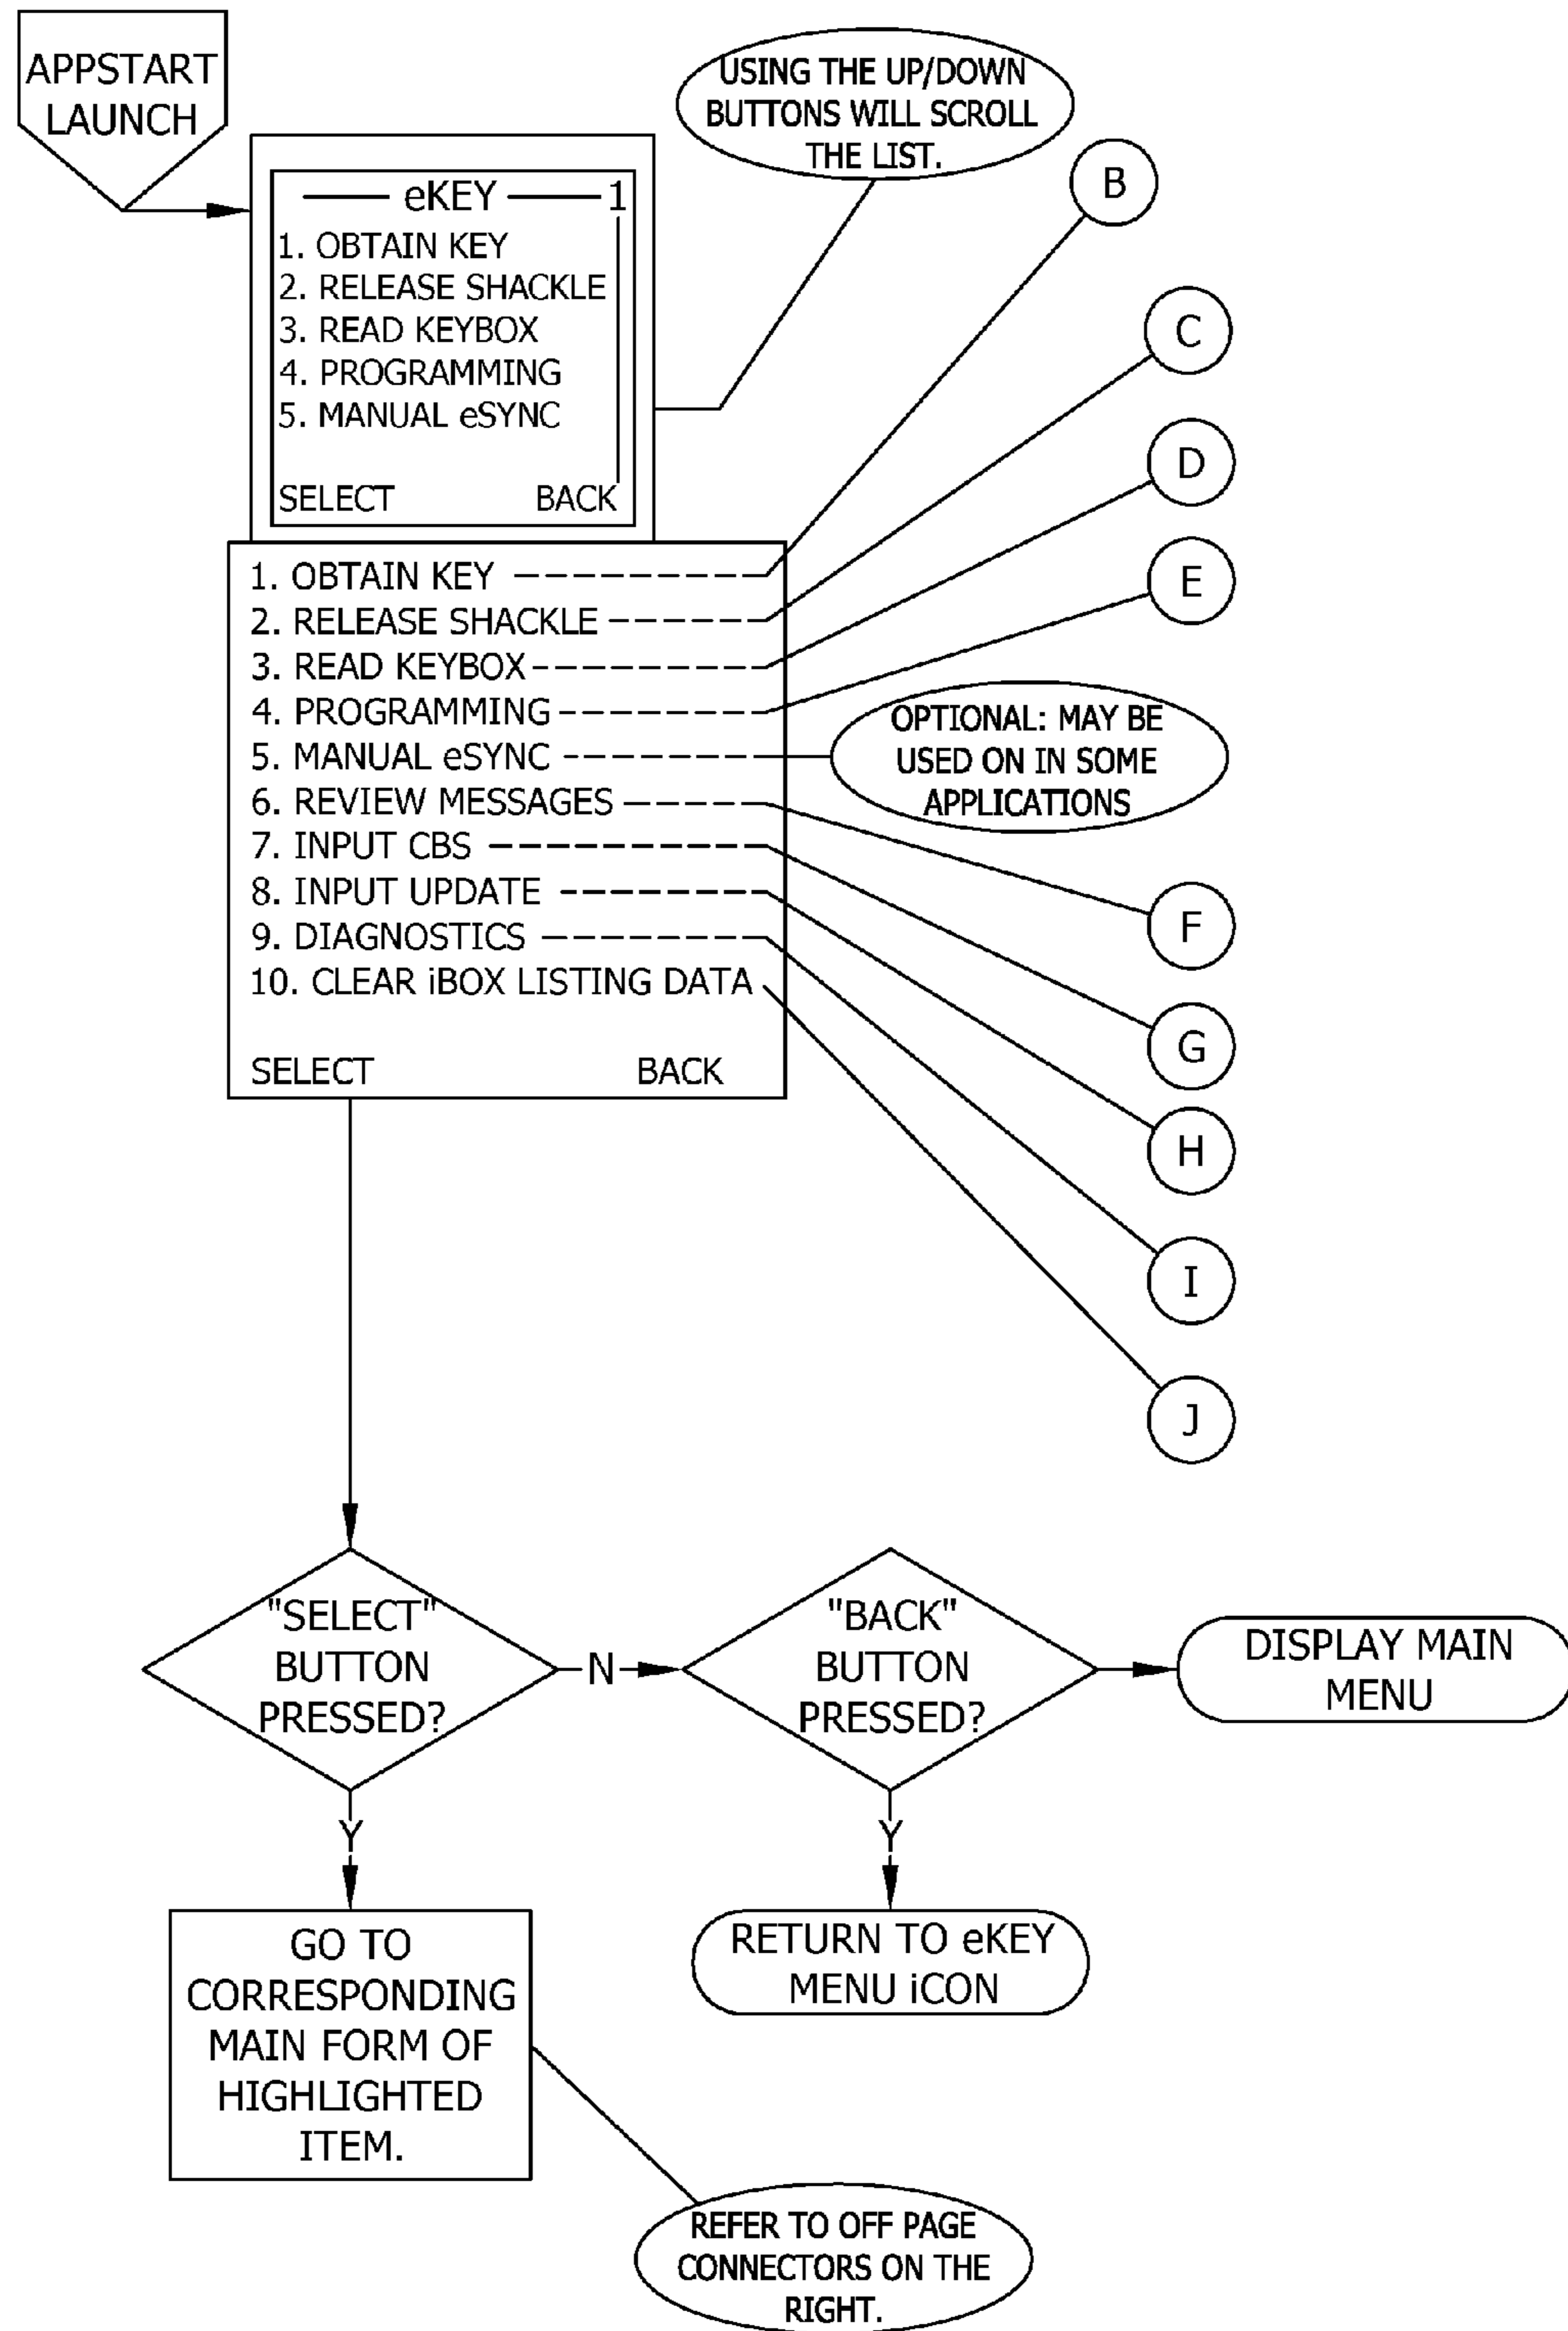 APPSTART
LAUNCH
USING THE UP/DOWN
BUTTONS WILL SCROLL
THE LIST.
eKEY 1
1. OBTAIN KEY
2. RELEASE SHACKLE
3. READ KEYBOX
4. PROGRAMMING
5. MANUAL eSYNC
SELECT BACK
B
C
D
E
1. OBTAIN KEY
2. RELEASE SHACKLE
3. READ KEYBOX
4. PROGRAMMING
5. MANUAL eSYNC
6. REVIEW MESSAGES
7. INPUT CBS
8. INPUT UPDATE
9. DIAGNOSTICS
10. CLEAR iBOX LISTING DATA
SELECT BACK
OPTIONAL: MAY BE
USED ON IN SOME
APPLICATIONS
F
G
H
I
J
"SELECT"
BUTTON
PRESSED?
N
"BACK"
BUTTON
PRESSED?
DISPLAY MAIN
MENU
Y
Y
GO TO
CORRESPONDING
MAIN FORM OF
HIGHLIGHTED
ITEM.
RETURN TO eKEY
MENU iCON
REFER TO OFF PAGE
CONNECTORS ON THE
RIGHT.